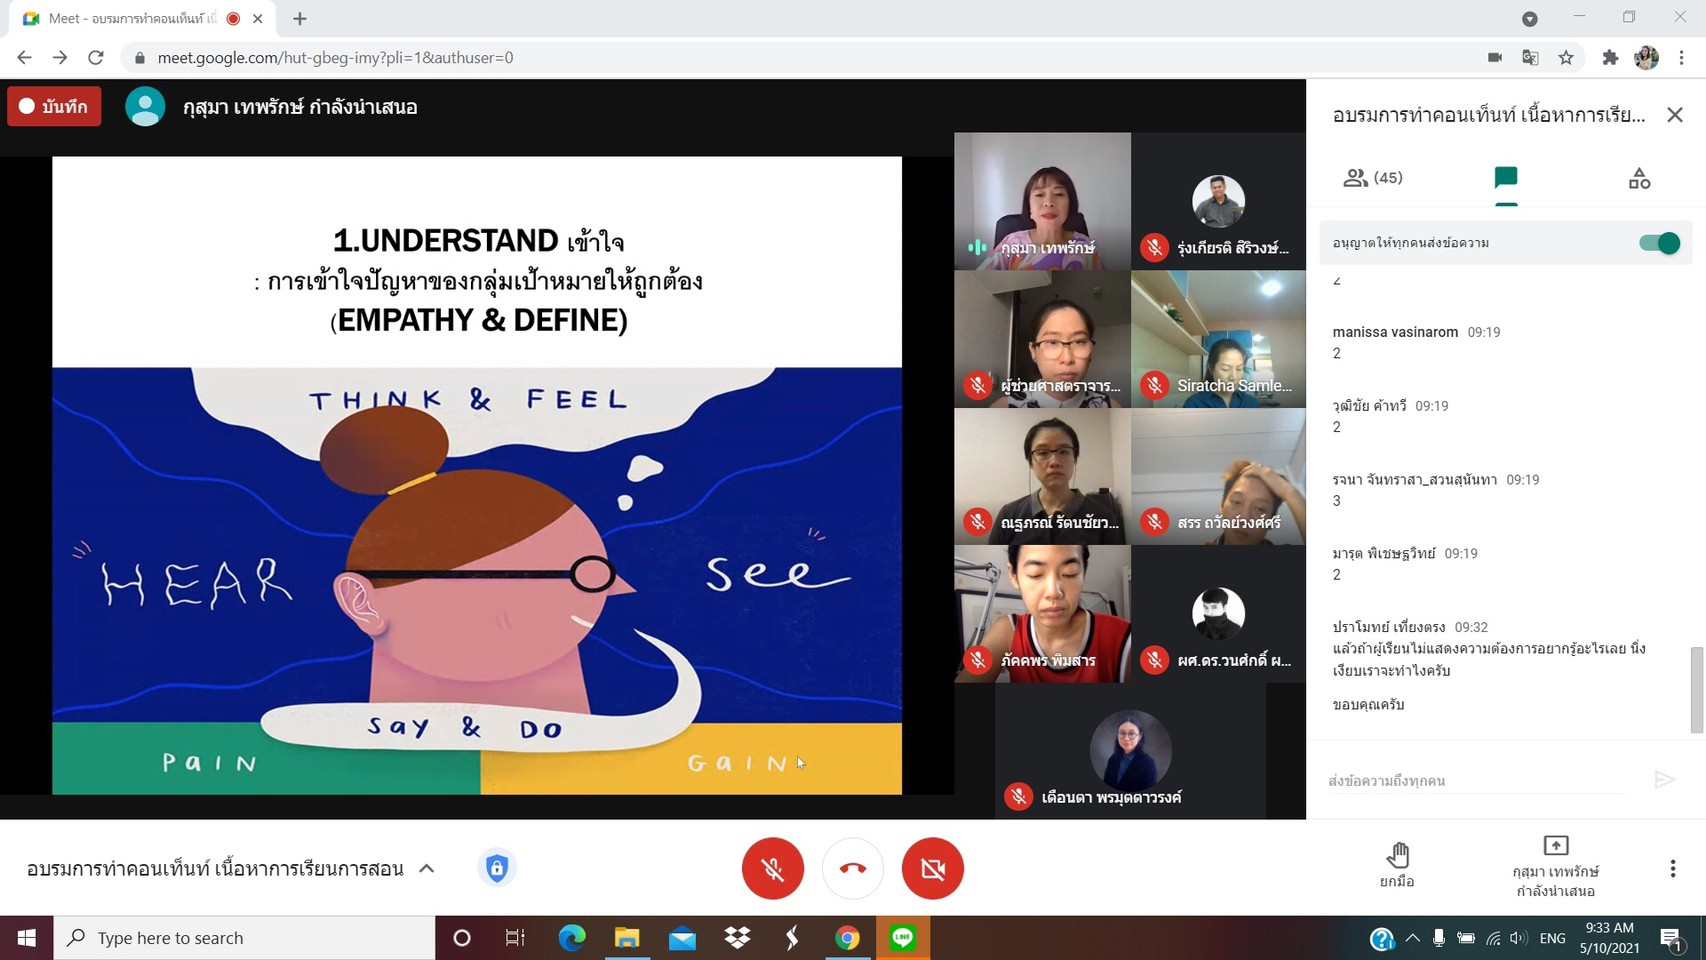 Meet - อบรมการทำคอนเท็นท์ เนื้
meet.google.com/hut-gbeg-imy?pli=1&authuser=0
บันทึก
กุสุมา เทพรักษ์ กำลังนำเสนอ
1.UNDERSTAND เข้าใจ
: การเข้าใจปัญหาของกลุ่มเป้าหมายให้ถูกต้อง
(EMPATHY & DEFINE)
THINK & FEEL
HEAR
see
say & DO
PaIN
GaIN
กุสุมา เทพรักษ์
รุ่งเกียรติ สิริวงษ์...
ผู้ช่วยศาสตราจาร...
Siratcha Samle...
ณฐภรณ์ รัตนชัยว...
สรร ถวัลย์วงศ์ศรี
ภัคคพร พิมสาร
ผศ.ดร.วนศักดิ์ ผ...
เตือนตา พรมุตตาวรงค์
อบรมการทำคอนเท็นท์ เนื้อหาการเรีย...
(45)
อนุญาตให้ทุกคนส่งข้อความ
2
manissa vasinarom 09:19
2
วุฒิชัย ค้าทวี 09:19
2
รจนา จันทราสา_สวนสุนันทา 09:19
3
มารุต พิเชษฐวิทย์ 09:19
2
ปราโมทย์ เที่ยงตรง 09:32
แล้วถ้าผู้เรียนไม่แสดงความต้องการอยากรู้อะไรเลย นิ่ง
เงียบเราจะทำไงครับ
ขอบคุณครับ
ส่งข้อความถึงทุกคน
อบรมการทำคอนเท็นท์ เนื้อหาการเรียนการสอน
ยกมือ
กุสุมา เทพรักษ์
กำลังนำเสนอ
Type here to search
LINE
ENG
9:33 AM
5/10/2021
1